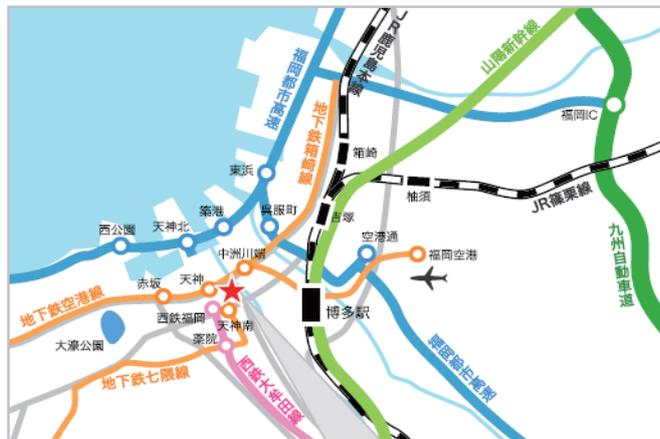 JR鹿児島本線
山陽新幹線
福岡都市高速
地下鉄箱崎線
福岡IC
箱崎
東浜
柚須
JR篠栗線
築港
呉服町
吉塚
西公園
天神北
空港通
九州自動車道
中洲川端
福岡空港
赤坂
天神
地下鉄空港線
西鉄福岡
天神南
博多駅
薬院
大濠公園
福岡都市高速
地下鉄七隈線
西鉄大牟田線